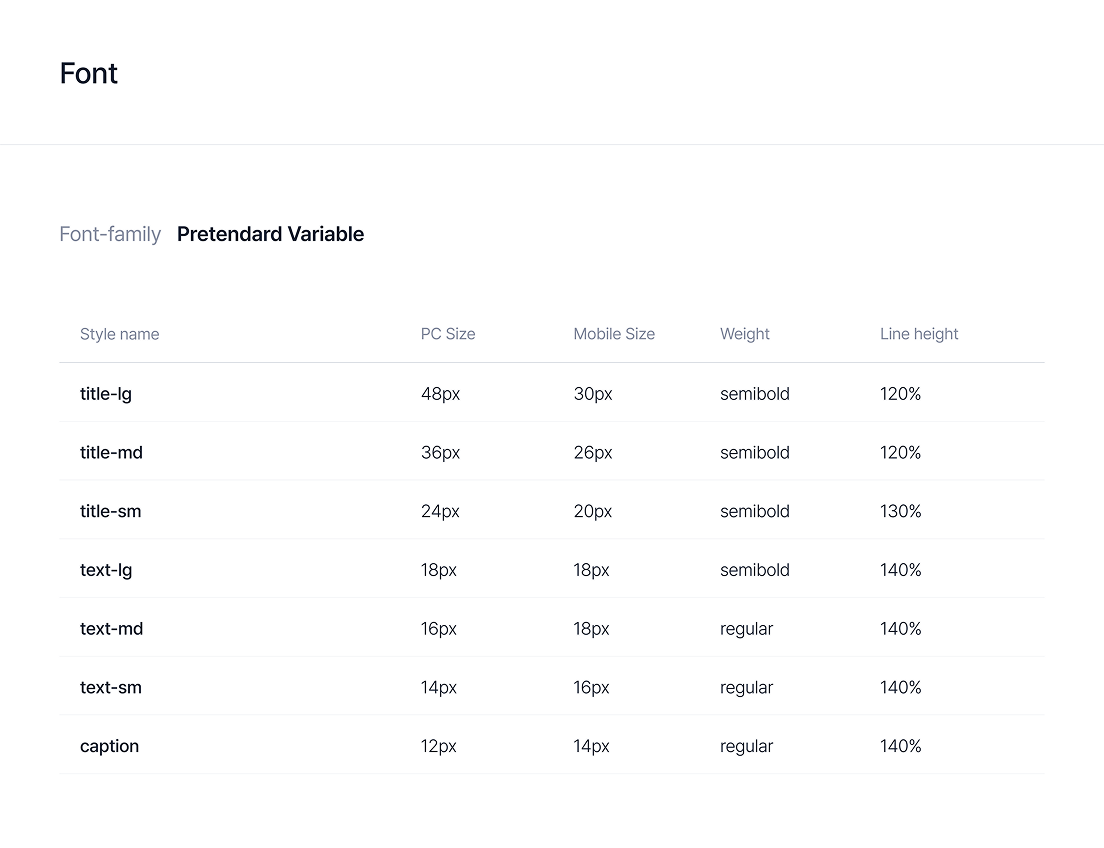 Font
Font-family Pretendard Variable
Style name PC Size Mobile Size Weight Line height
title-lg 48px 30px semibold 120%
title-md 36px 26px semibold 120%
title-sm 24px 20px semibold 130%
text-lg 18px 18px semibold 140%
text-md 16px 18px regular 140%
text-sm 14px 16px regular 140%
caption 12px 14px regular 140%